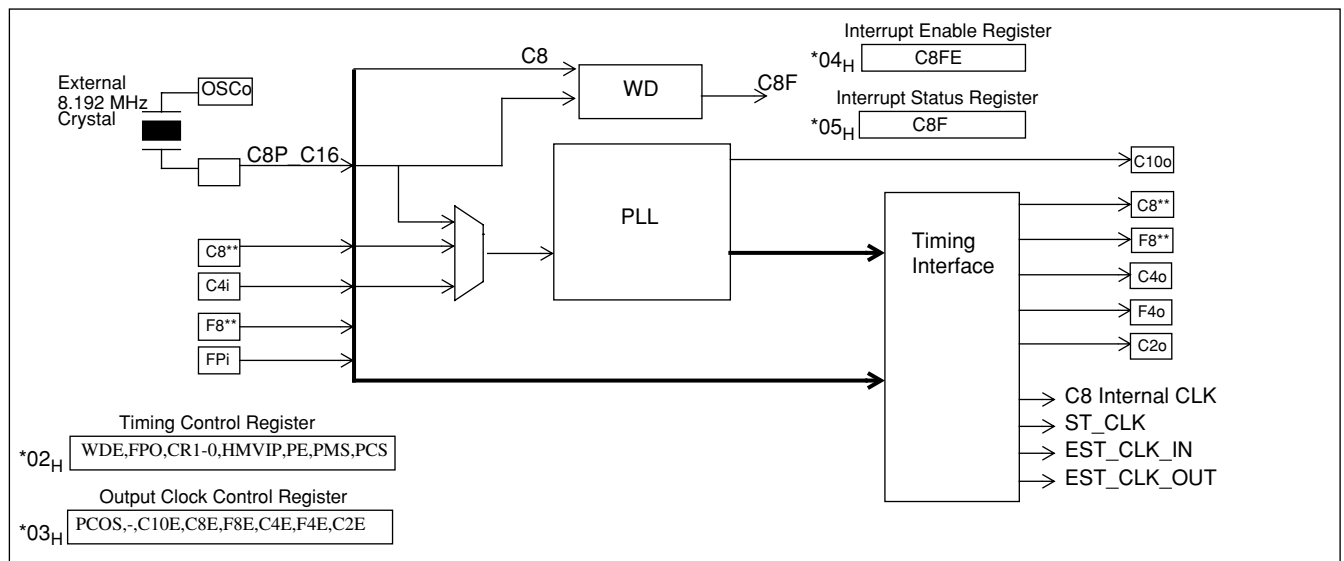 External
8.192 MHz
Crystal
OSCo
C8P_C16
C8
WD
C8F
Interrupt Enable Register
*04H
C8FE
Interrupt Status Register
*05H
C8F
PLL
C8**
C4i
F8**
FPi
Timing
Interface
C10o
C8**
F8**
C4o
F4o
C2o
C8 Internal CLK
ST_CLK
EST_CLK_IN
EST_CLK_OUT
Timing Control Register
*02H
WDE,FPO,CR1-0,HMVIP,PE,PMS,PCS
Output Clock Control Register
*03H
PCOS,-,C10E,C8E,F8E,C4E,F4E,C2E